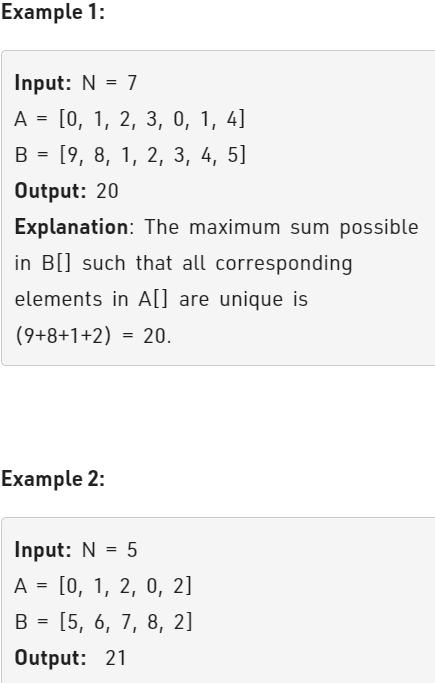 Example 1:
Input: N = 7
A = [0, 1, 2, 3, 0, 1, 4]
B = [9, 8, 1, 2, 3, 4, 5]
Output: 20
Explanation: The maximum sum possible
in B[] such that all corresponding
elements in A[] are unique is
(9+8+1+2) = 20.
Example 2:
Input: N = 5
A = [0, 1, 2, 0, 2]
B = [5, 6, 7, 8, 2]
Output: 21